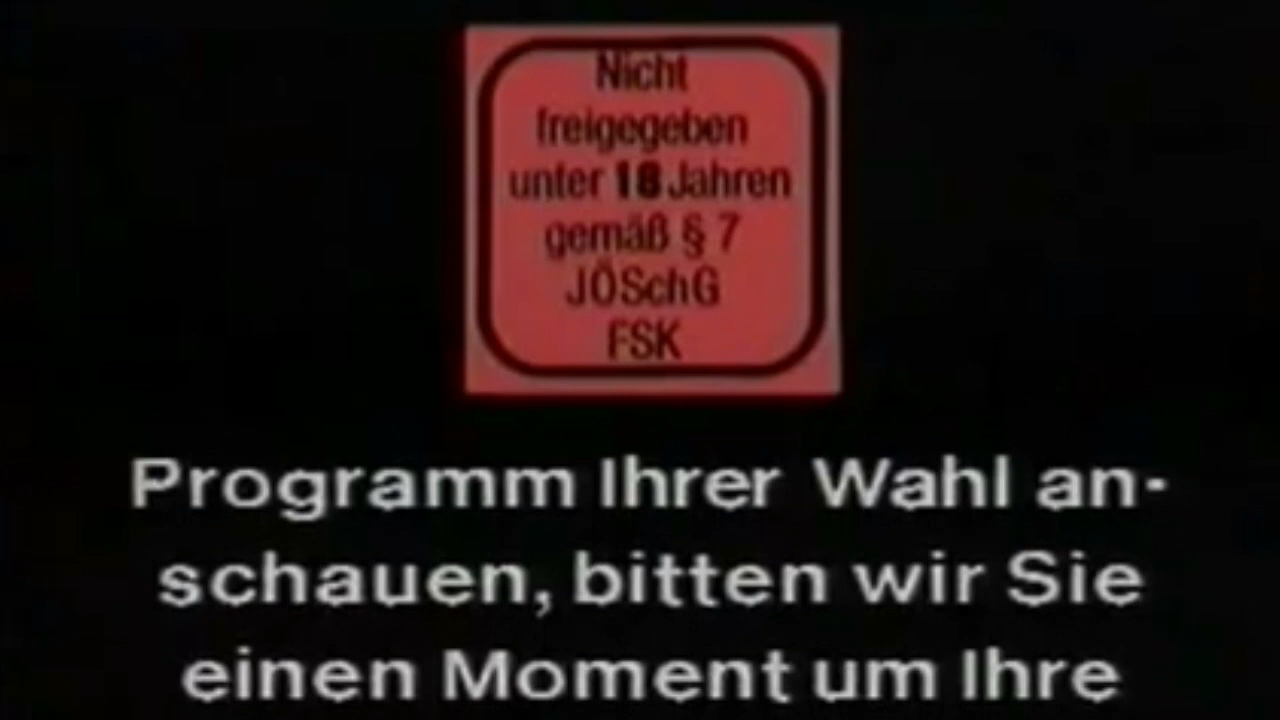 Nicht
freigegeben
unter 18 Jahren
gemäß § 7
JÖSchG
FSK
Programm Ihrer Wahl an-
schauen, bitten wir Sie
einen Moment um Ihre